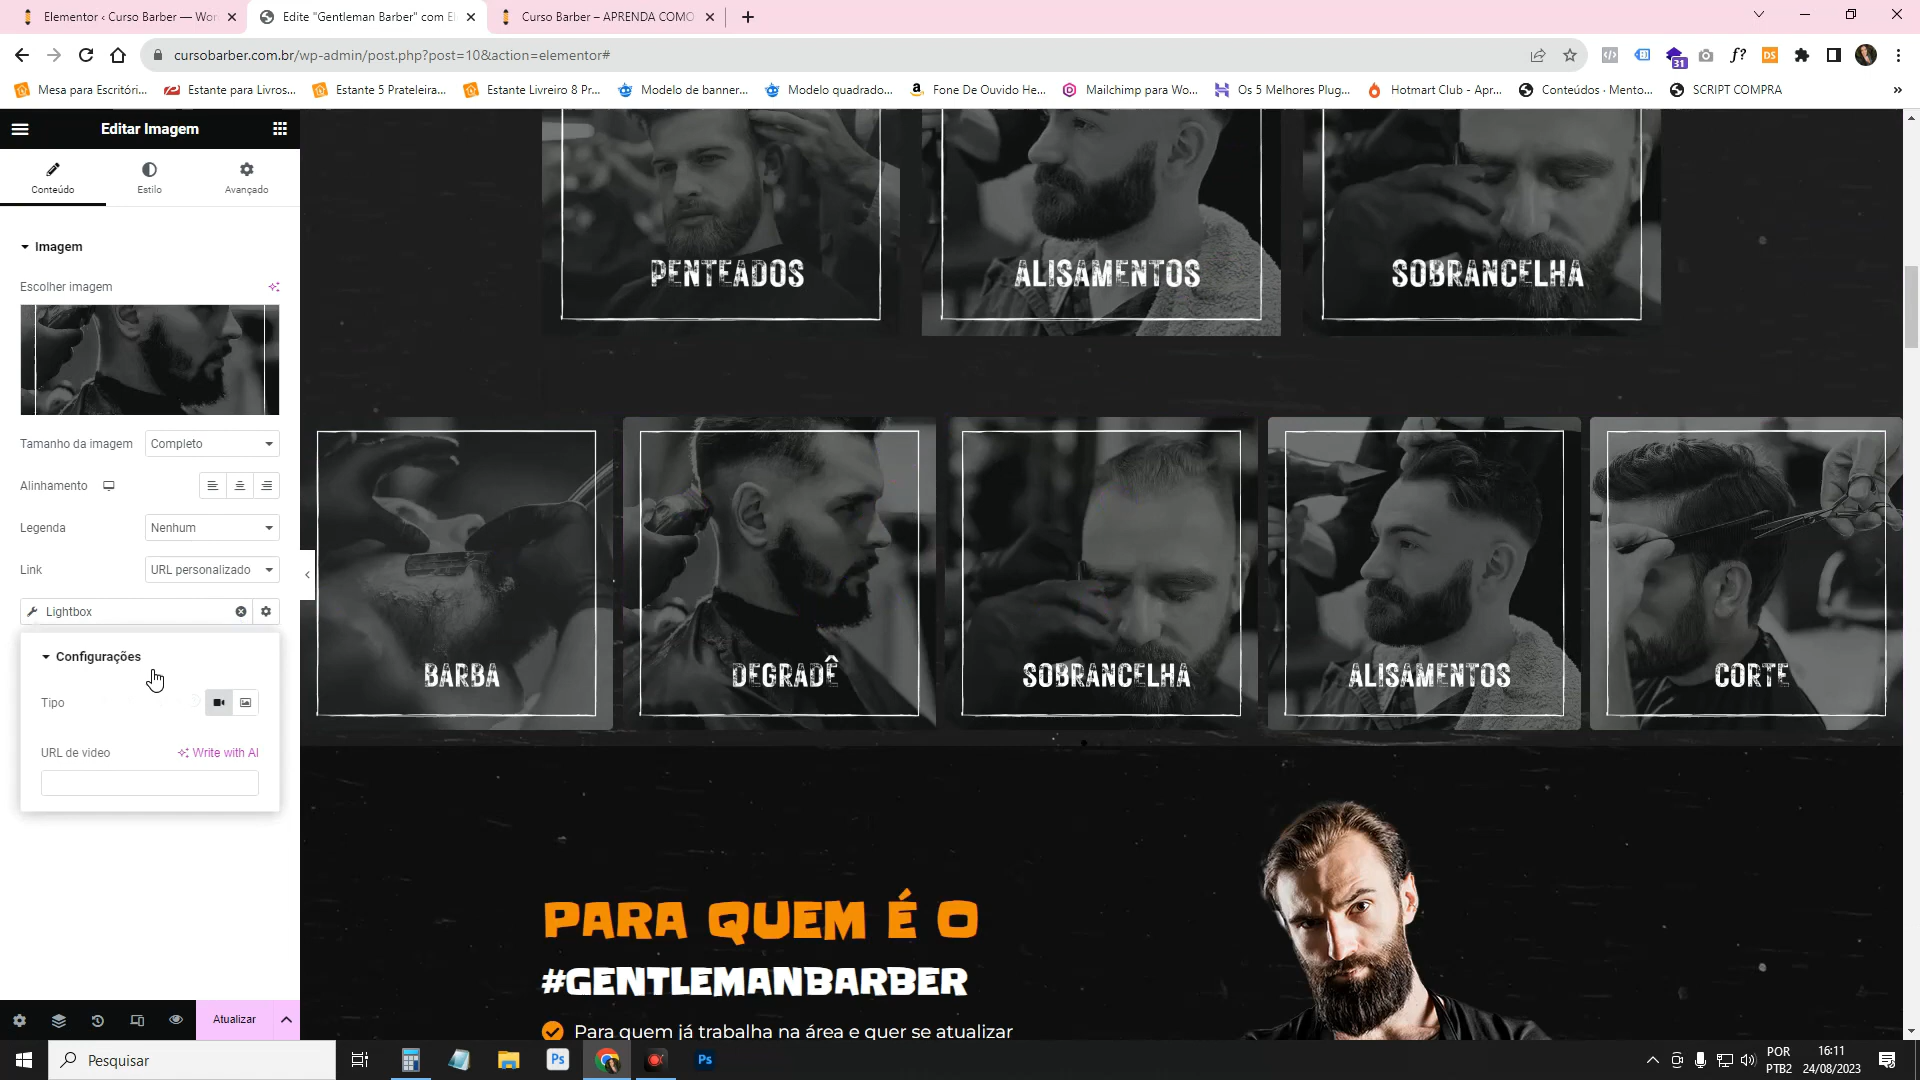 Elementor ‹ Curso Barber — Wor
Edite "Gentleman Barber" com El
Curso Barber – APRENDA COMO
cursobarber.com.br/wp-admin/post.php?post=10&action=elementor#
31
f?
DS
Mesa para Escritóri...
Estante para Livros...
Estante 5 Prateleira...
Estante Livreiro 8 Pr...
Modelo de banner...
Modelo quadrado...
Fone De Ouvido He...
Mailchimp para Wo...
Os 5 Melhores Plug...
Hotmart Club - Apr...
Conteúdos · Mento...
SCRIPT COMPRA
»
Editar Imagem
Conteúdo
Estilo
Avançado
Imagem
Escolher imagem
Tamanho da imagem
Completo
Alinhamento
Legenda
Nenhum
Link
URL personalizado
Lightbox
Configurações
Tipo
URL de video
Write with AI
Atualizar
PENTEADOS
ALISAMENTOS
SOBRANCELHA
BARBA
DEGRADÊ
SOBRANCELHA
ALISAMENTOS
CORTE
PARA QUEM É O
#GENTLEMANBARBER
Para quem já trabalha na área e quer se atualizar
Pesquisar
Ps
Ps
POR
PTB2
16:11
24/08/2023